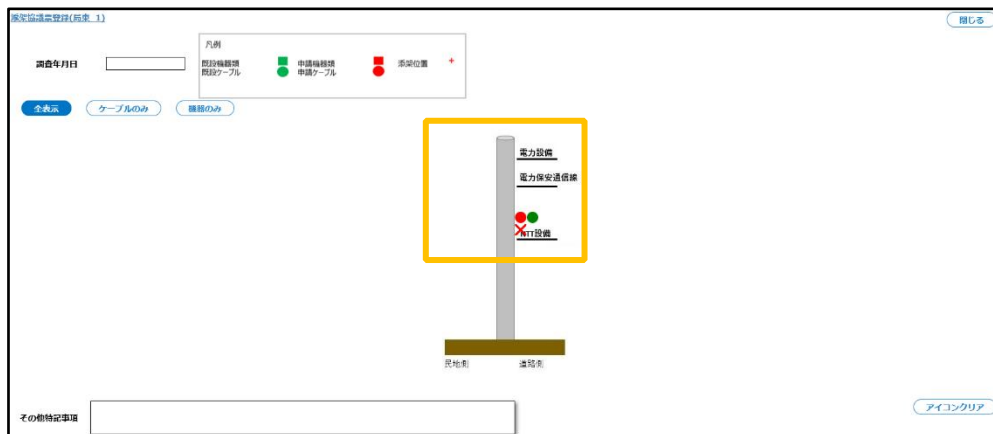 添架協議票登録(局東_1)
閉じる
凡例
調査年月日
既設機器類
既設ケーブル
申請機器類
申請ケーブル
添架位置
全表示
ケーブルのみ
機器のみ
電力設備
電力保安通信線
NTT設備
民地側
道路側
その他特記事項
アイコンクリア